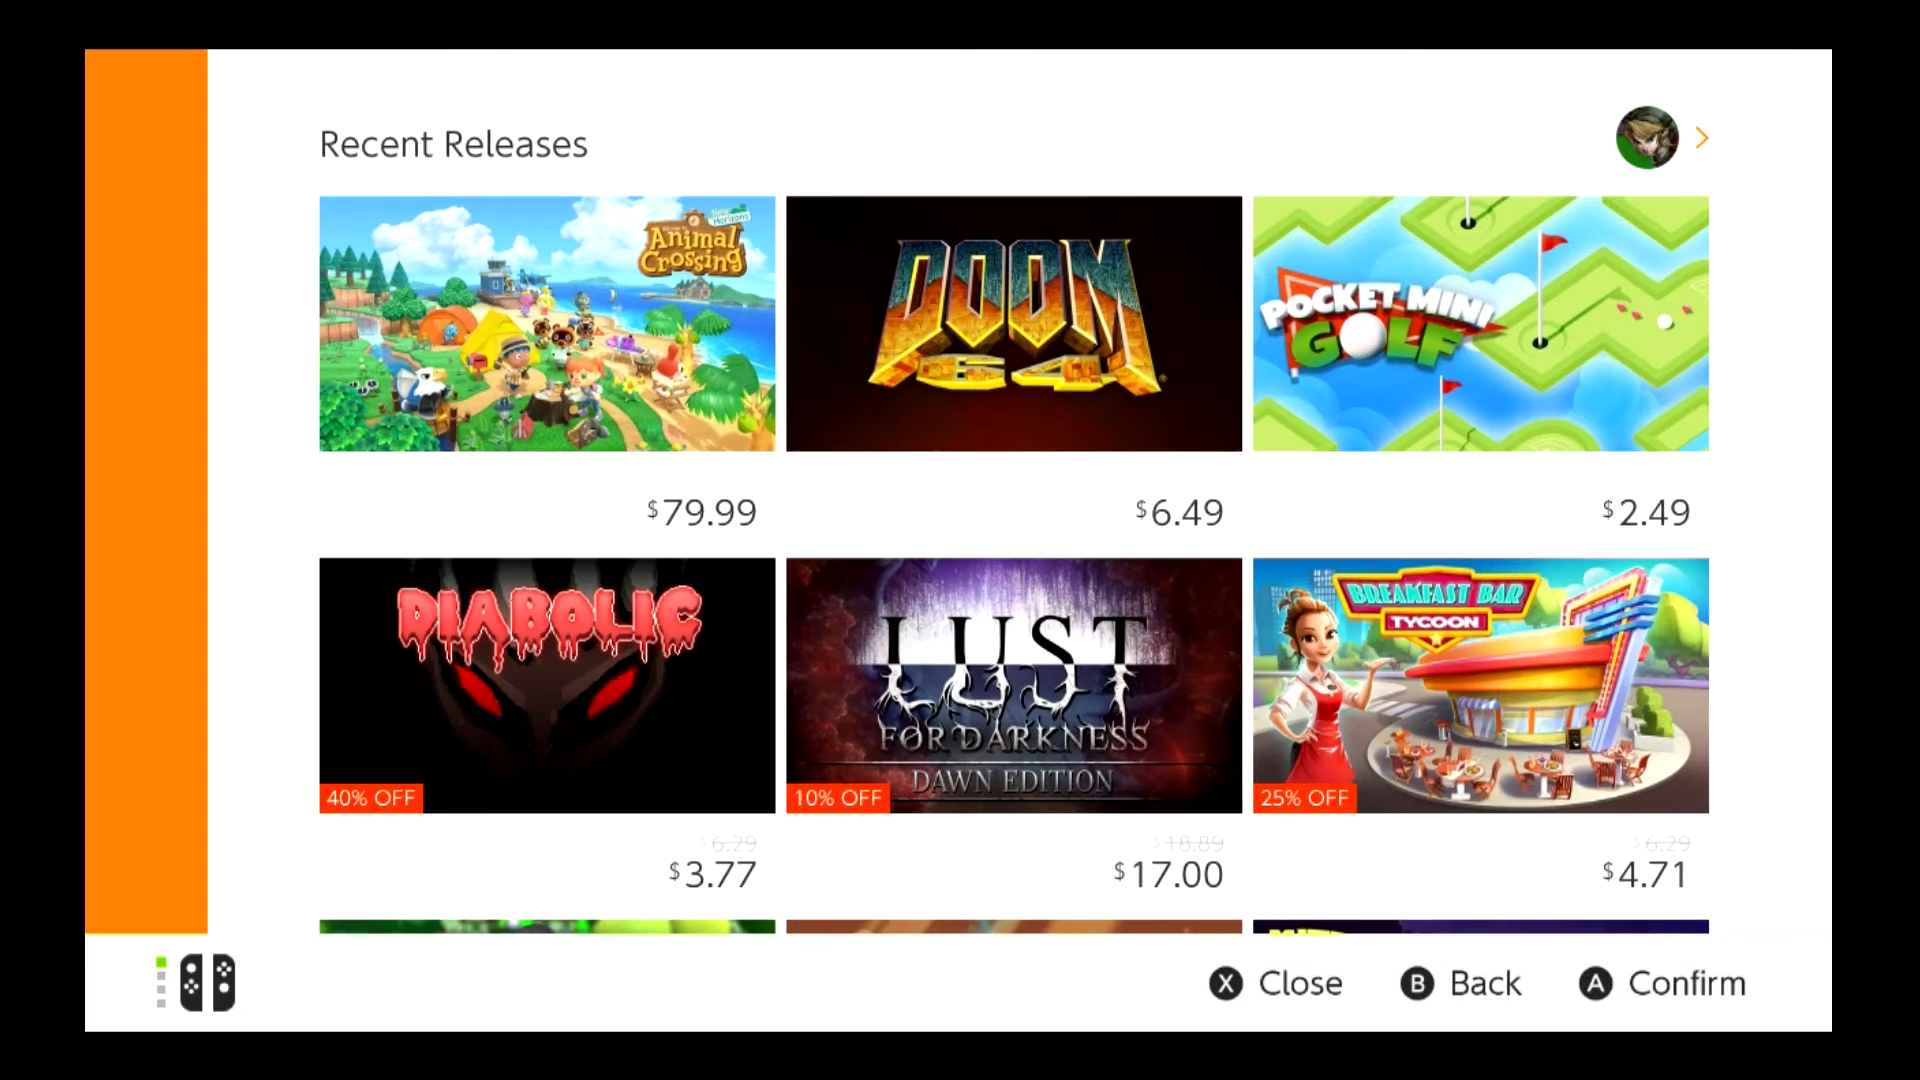 Recent Releases
New Horizons
Animal
Crossing
DOOM
64
POCKET MINI
GOLF
$79.99
$6.49
$2.49
DIABOLIC
40% OFF
LUST
FOR DARKNESS
DAWN EDITION
10% OFF
BREAKFAST BAR
TYCOON
25% OFF
$6.29
$3.77
$18.89
$17.00
$6.29
$4.71
X Close
B Back
A Confirm